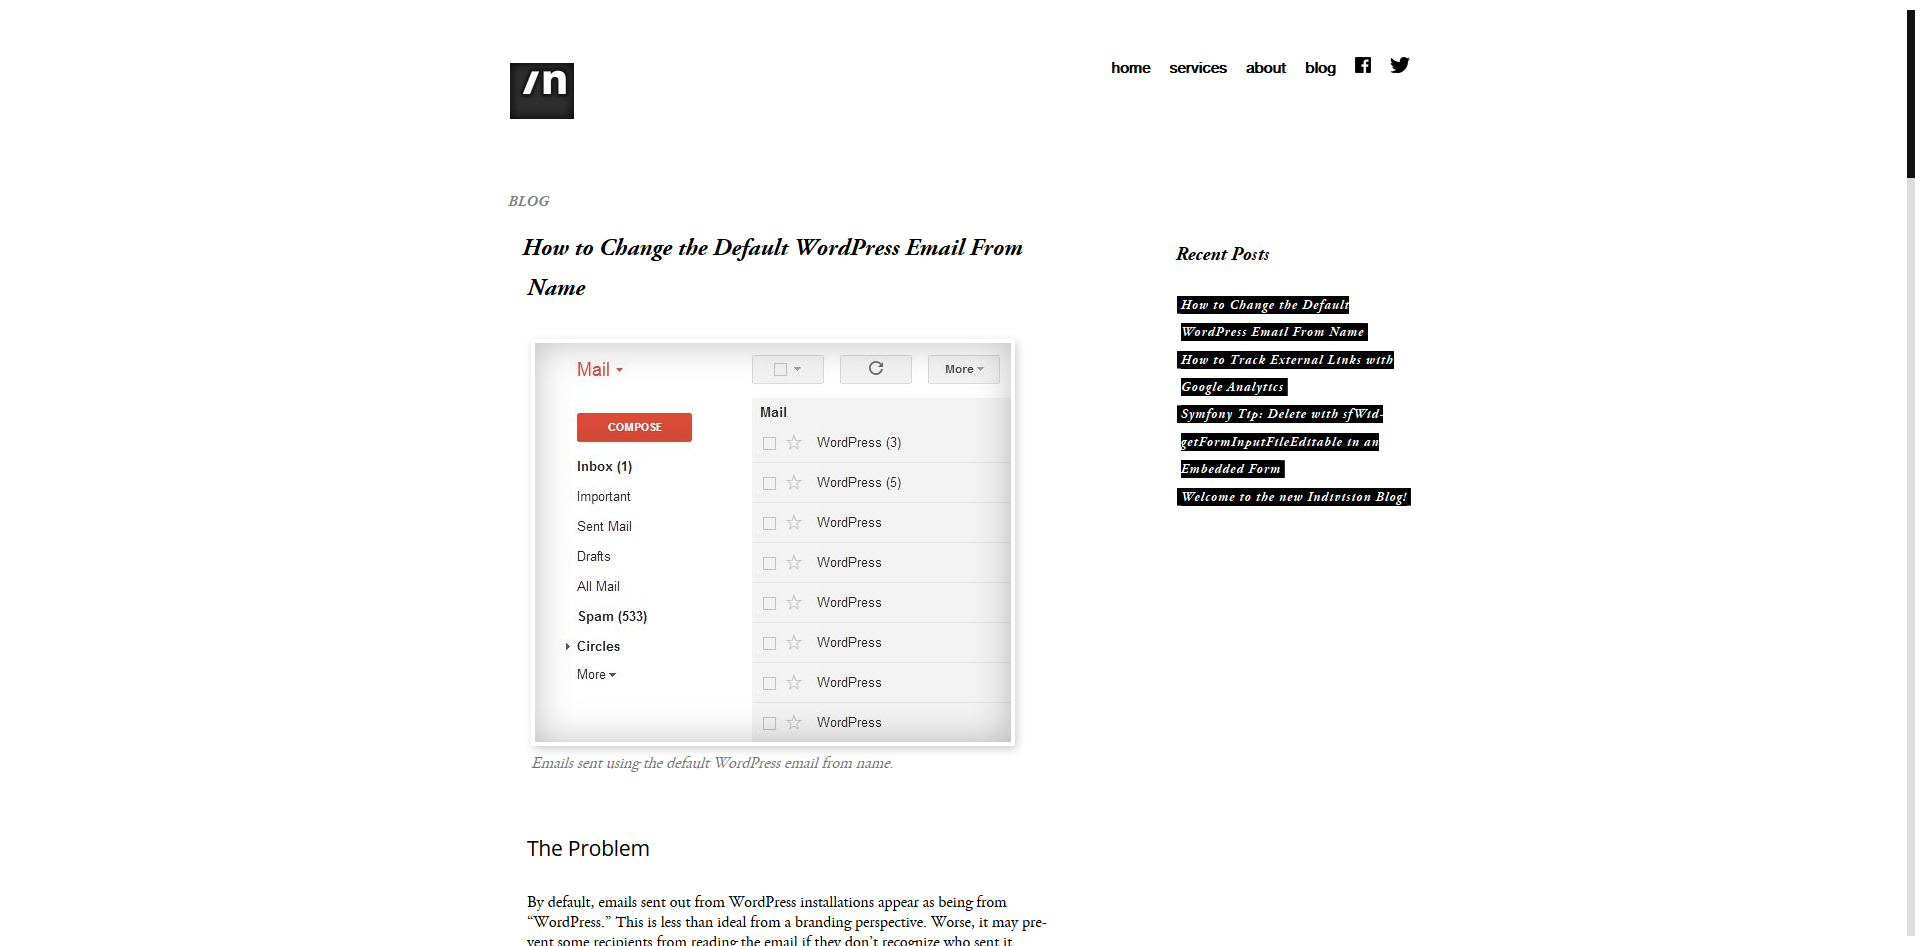 /n
home services about blog
BLOG
How to Change the Default WordPress Email From
Name
Mail
More
COMPOSE
Inbox (1)
Important
Sent Mail
Drafts
All Mail
Spam (533)
Circles
More
Mail
WordPress (3)
WordPress (5)
WordPress
WordPress
WordPress
WordPress
WordPress
WordPress
Emails sent using the default WordPress email from name.
The Problem
By default, emails sent out from WordPress installations appear as being from
“WordPress.” This is less than ideal from a branding perspective. Worse, it may pre-
vent some recipients from reading the email if they don’t recognize who sent it
Recent Posts
How to Change the Default
WordPress Email From Name
How to Track External Links with
Google Analytics
Symfony Tip: Delete with sfWid-
getFormInputFileEditable in an
Embedded Form
Welcome to the new Indivision Blog!